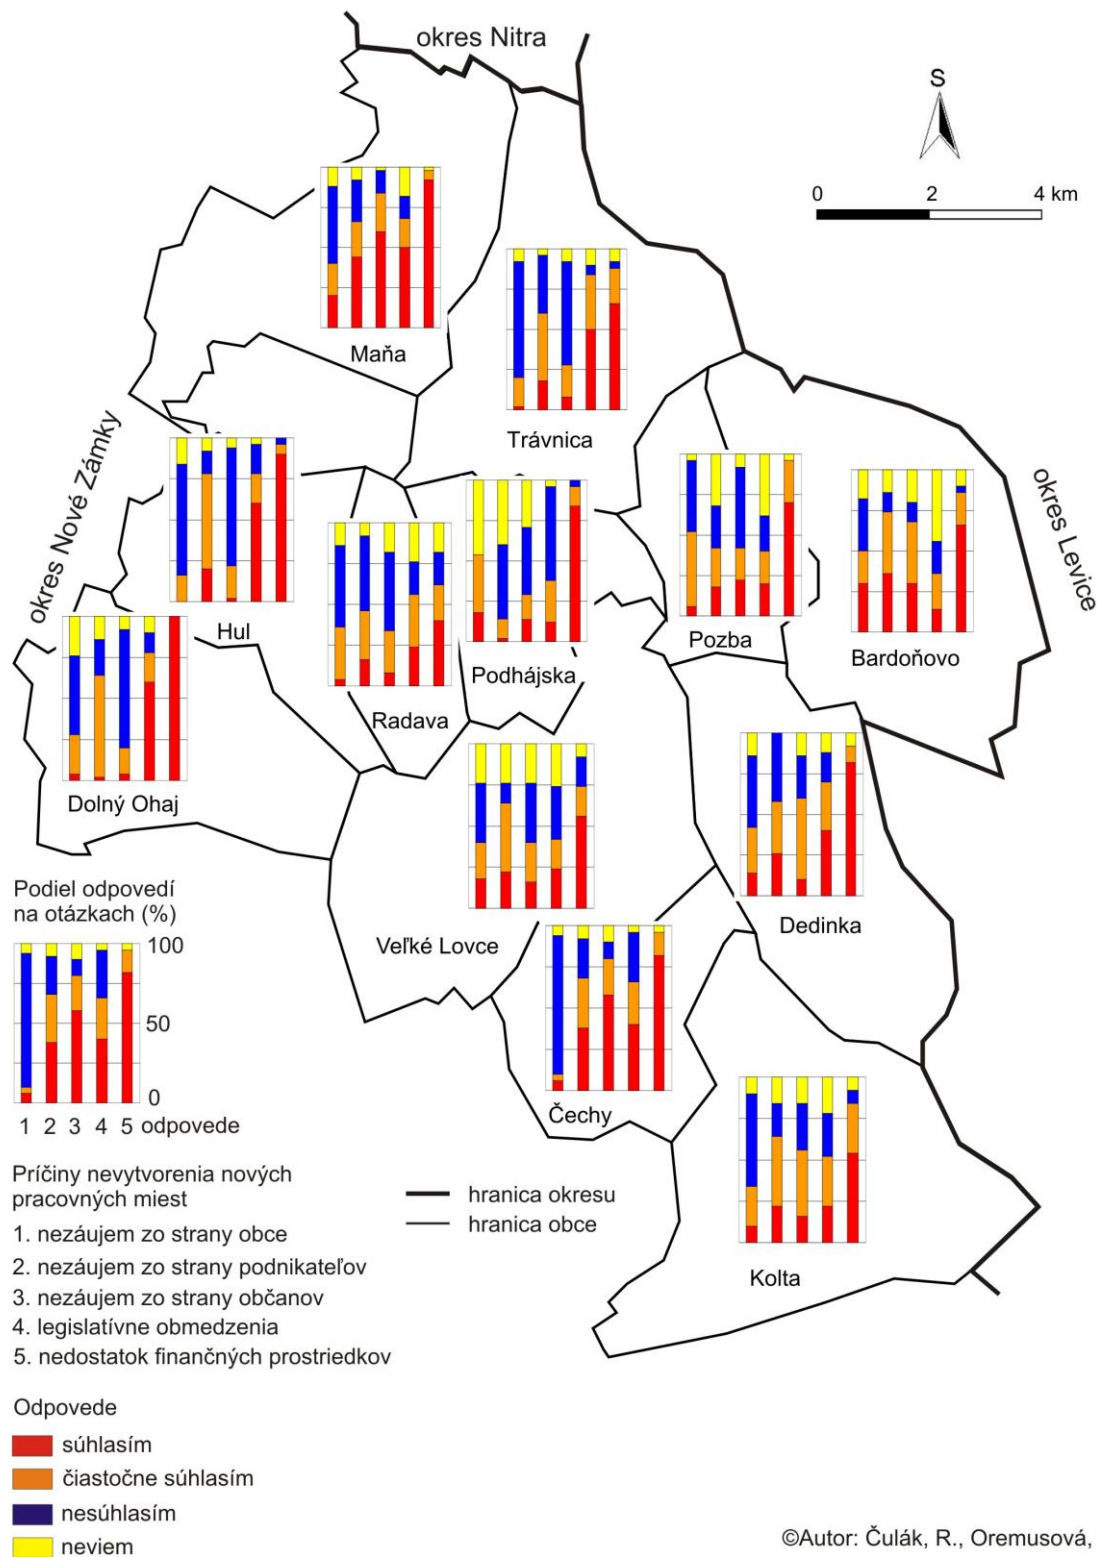 okres Nitra
S
0 2 4 km
Maňa
Trávnica
okres Nové Zámky
okres Levice
Hul
Podhájska
Pozba
Bardoňovo
Radava
Dolný Ohaj
Dedinka
Veľké Lovce
Čechy
Kolta
Podiel odpovedí
na otázkach (%)
100
50
0
1 2 3 4 5 odpovede
Príčiny nevytvorenia nových
pracovných miest
1. nezáujem zo strany obce
2. nezáujem zo strany podnikateľov
3. nezáujem zo strany občanov
4. legislatívne obmedzenia
5. nedostatok finančných prostriedkov
hranica okresu
hranica obce
Odpovede
súhlasím
čiastočne súhlasím
nesúhlasím
neviem
©Autor: Čulák, R., Oremusová,